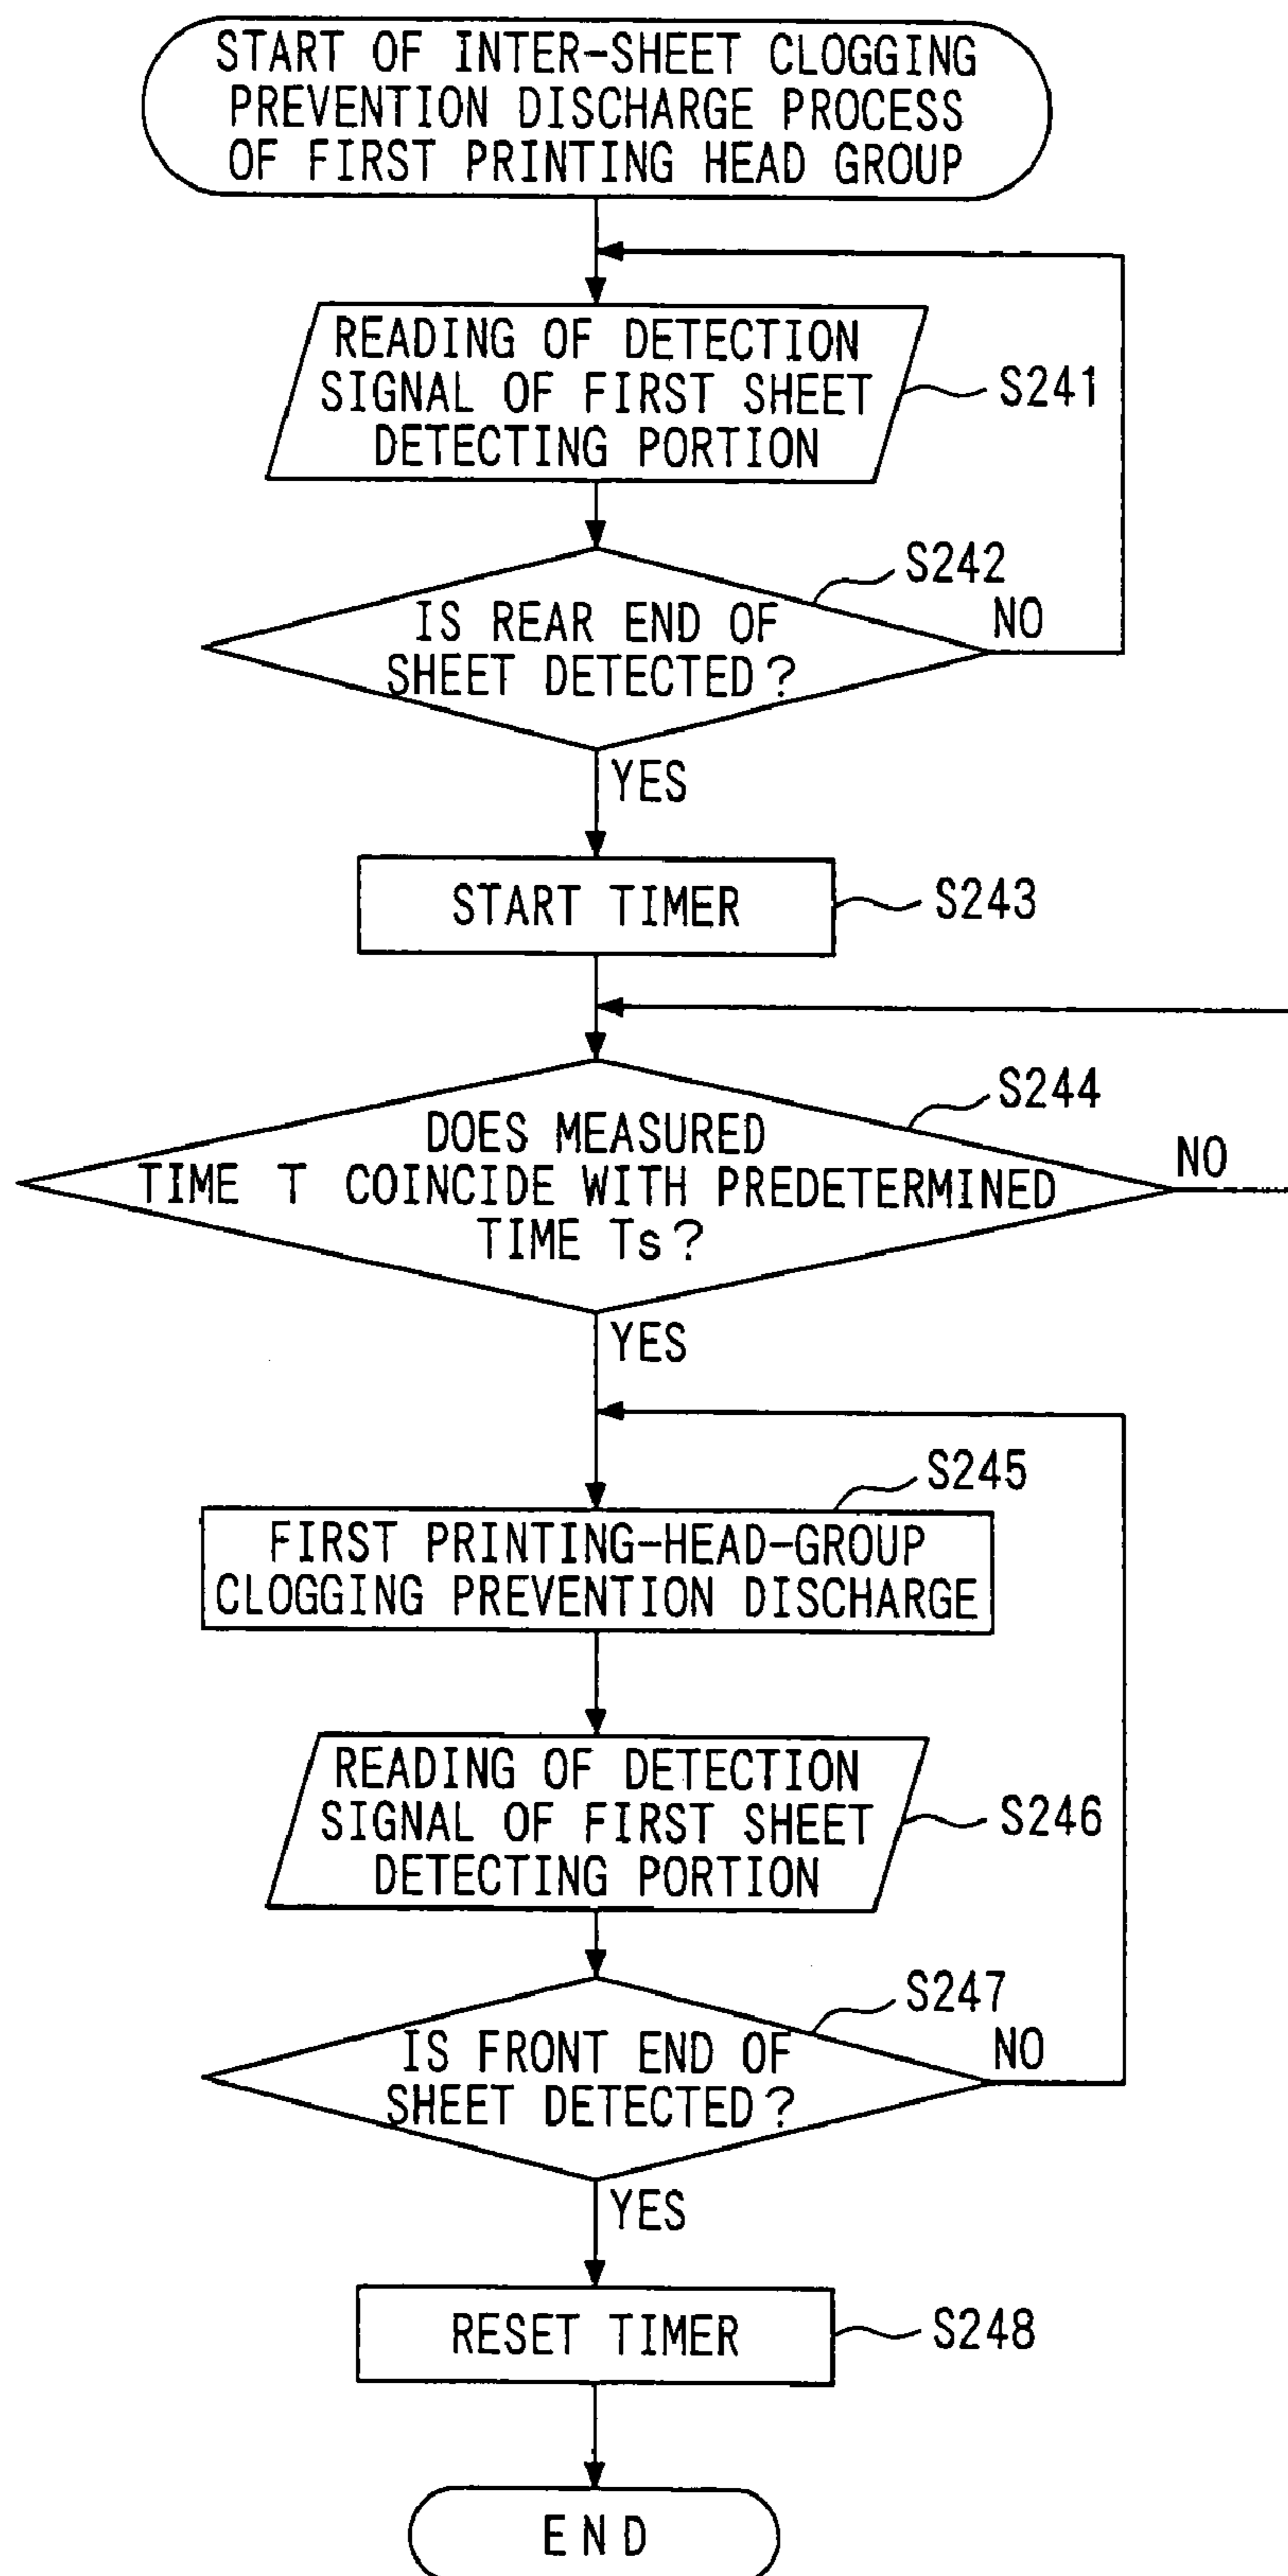 START OF INTER-SHEET CLOGGING
PREVENTION DISCHARGE PROCESS
OF FIRST PRINTING HEAD GROUP
READING OF DETECTION
SIGNAL OF FIRST SHEET
DETECTING PORTION
S241
S242
IS REAR END OF
SHEET DETECTED?
NO
YES
START TIMER
S243
S244
DOES MEASURED
TIME T COINCIDE WITH PREDETERMINED
TIME Ts?
NO
YES
S245
FIRST PRINTING-HEAD-GROUP
CLOGGING PREVENTION DISCHARGE
READING OF DETECTION
SIGNAL OF FIRST SHEET
DETECTING PORTION
S246
S247
IS FRONT END OF
SHEET DETECTED?
NO
YES
RESET TIMER
S248
END